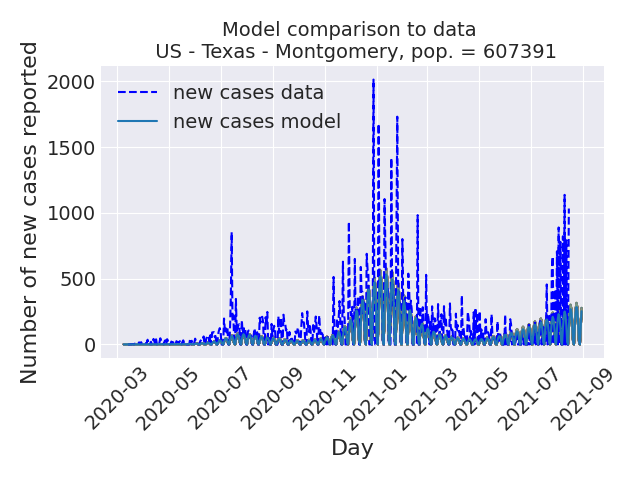 Model comparison to data
US - Texas - Montgomery, pop. = 607391
Number of new cases reported
2000
1500
1000
500
0
new cases data
new cases model
2020-03
2020-05
2020-07
2020-09
2020-11
2021-01
2021-03
2021-05
2021-07
2021-09
Day